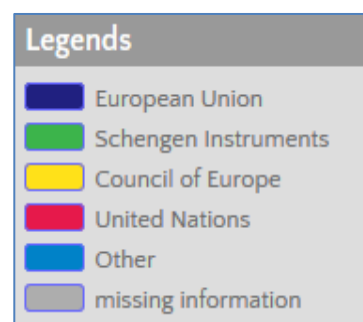 Legends
European Union
Schengen Instruments
Council of Europe
United Nations
Other
missing information